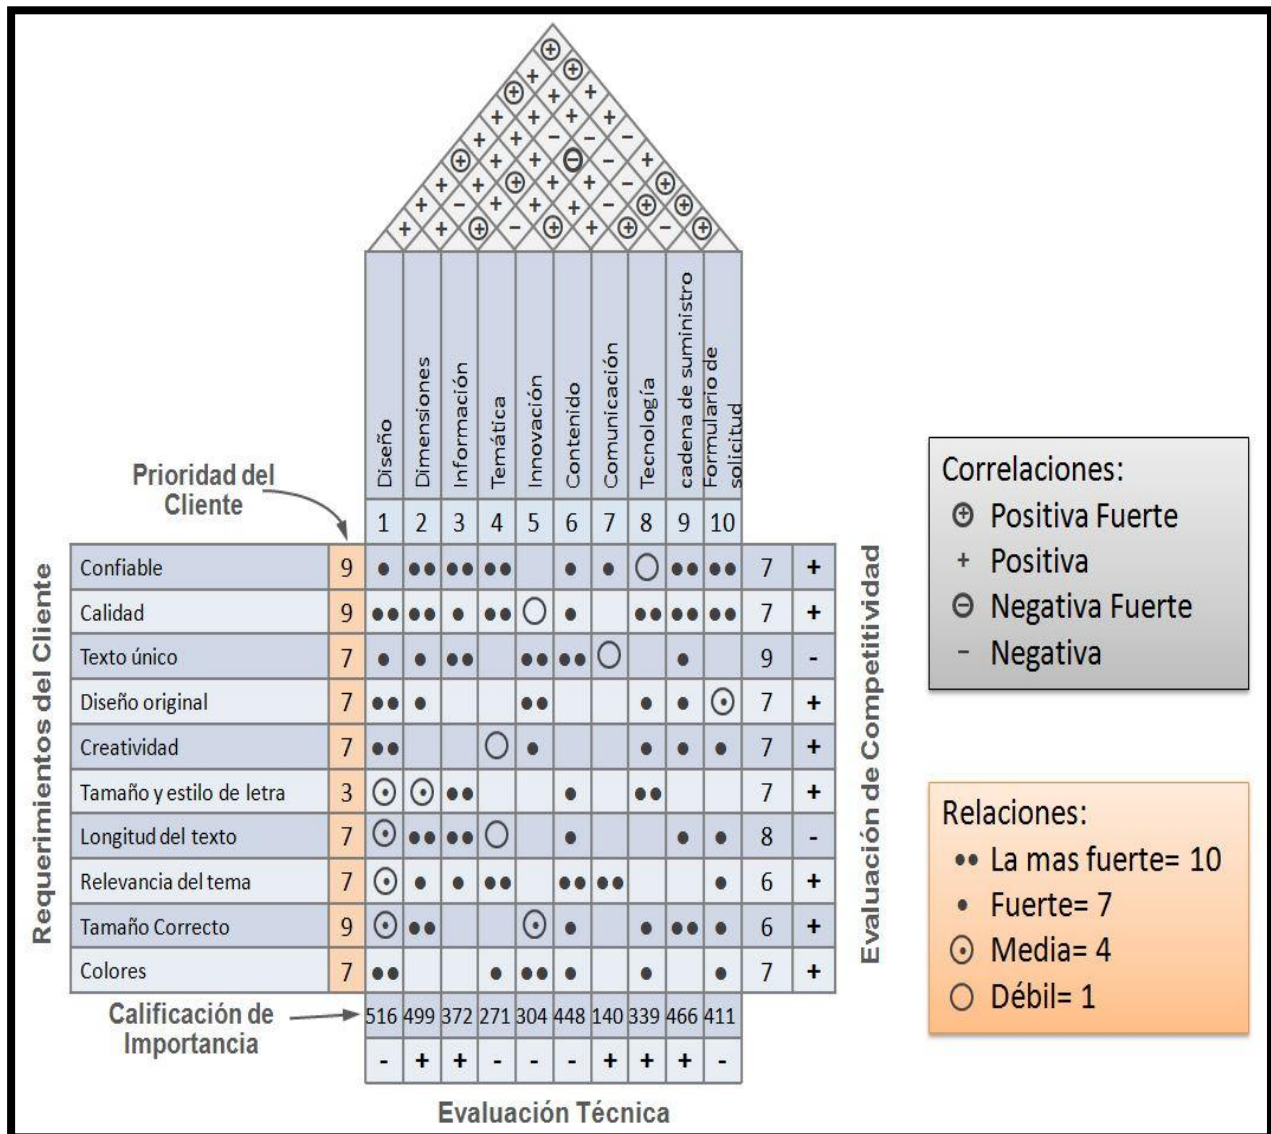 Diseño
Dimensiones
Información
Temática
Innovación
Contenido
Comunicación
Tecnología
cadena de suministro
Formulario de
solicitud
Prioridad del
Cliente
1 2 3 4 5 6 7 8 9 10
Requerimientos del Cliente
Confiable 9 7 +
Calidad 9 7 +
Texto único 7 9 -
Diseño original 7 7 +
Creatividad 7 7 +
Tamaño y estilo de letra 3 7 +
Longitud del texto 7 8 -
Relevancia del tema 7 6 +
Tamaño Correcto 9 6 +
Colores 7 7 +
Evaluación de Competitividad
Calificación de
Importancia
516 499 372 271 304 448 140 339 466 411
- + + - - - + + + -
Evaluación Técnica
Correlaciones:
⊕ Positiva Fuerte
+ Positiva
⊖ Negativa Fuerte
- Negativa
Relaciones:
•• La mas fuerte= 10
• Fuerte= 7
⊙ Media= 4
○ Débil= 1